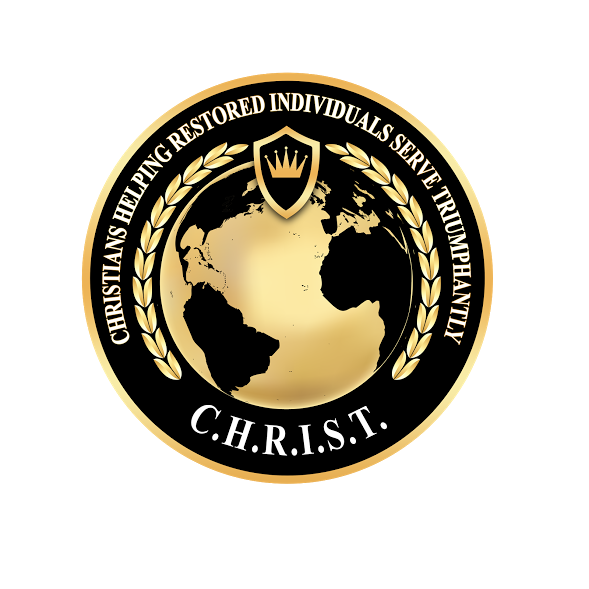 CHRISTIANS HELPING RESTORED INDIVIDUALS SERVE TRIUMPHANTLY
C.H.R.I.S.T.